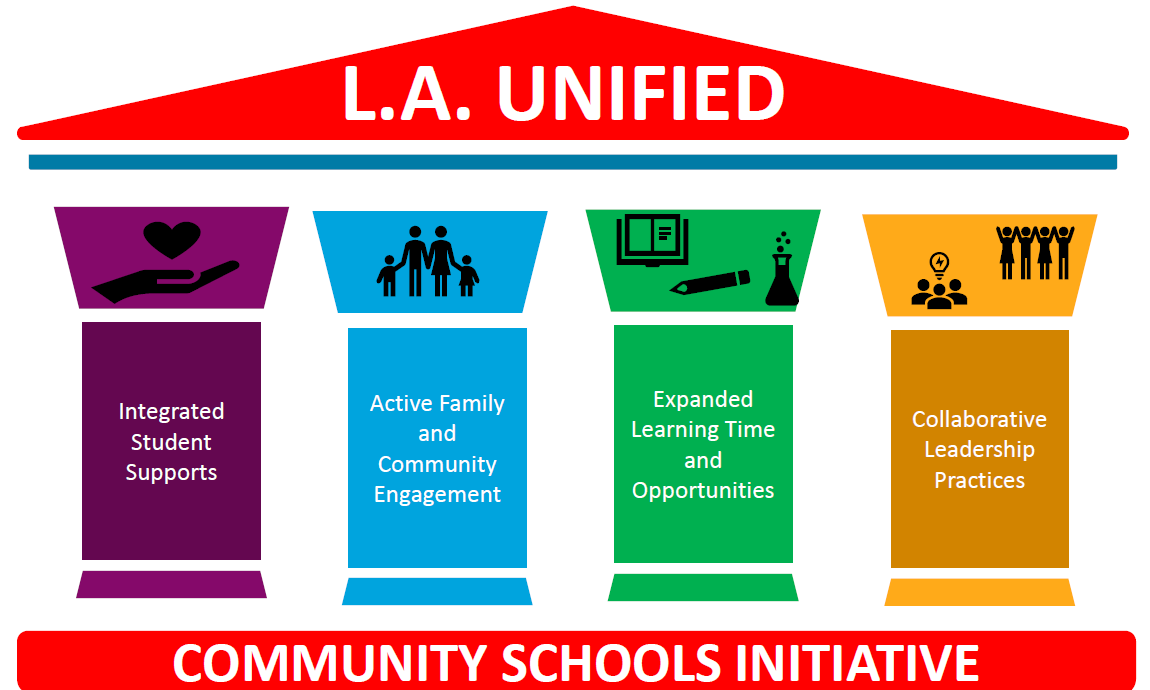 L.A. UNIFIED
Integrated
Student
Supports
Active Family
and
Community
Engagement
Expanded
Learning Time
and
Opportunities
Collaborative
Leadership
Practices
COMMUNITY SCHOOLS INITIATIVE